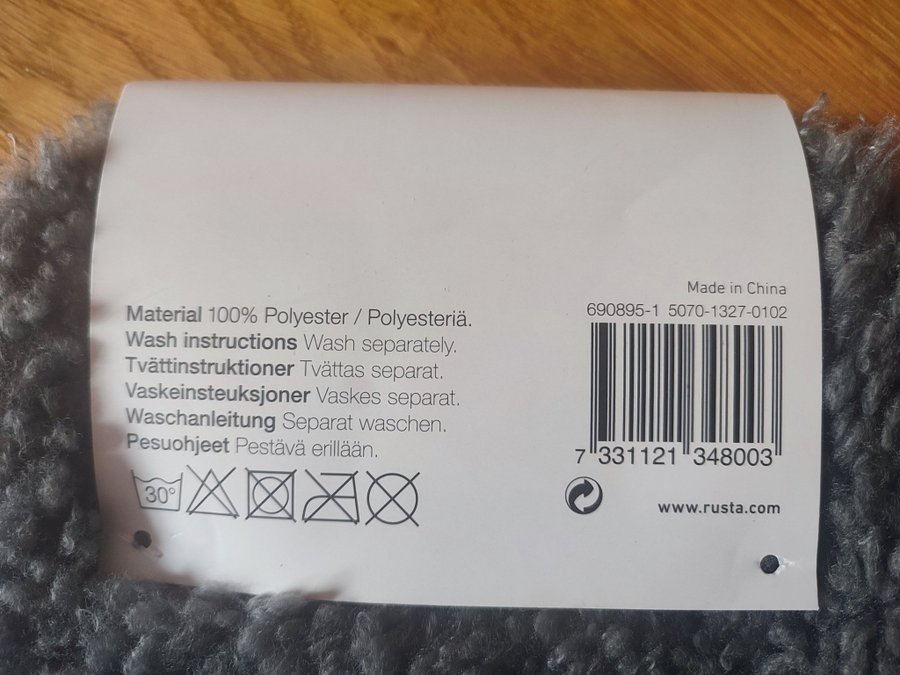 Made in China
690895-1 5070-1327-0102
Material 100% Polyester / Polyesteriä.
Wash instructions Wash separately.
Tvättinstruktioner Tvättas separat.
Vaskeinsteuksjoner Vaskes separat.
Waschanleitung Separat waschen.
Pesuohjeet Pestävä erillään.
30°
7 331121 348003
www.rusta.com